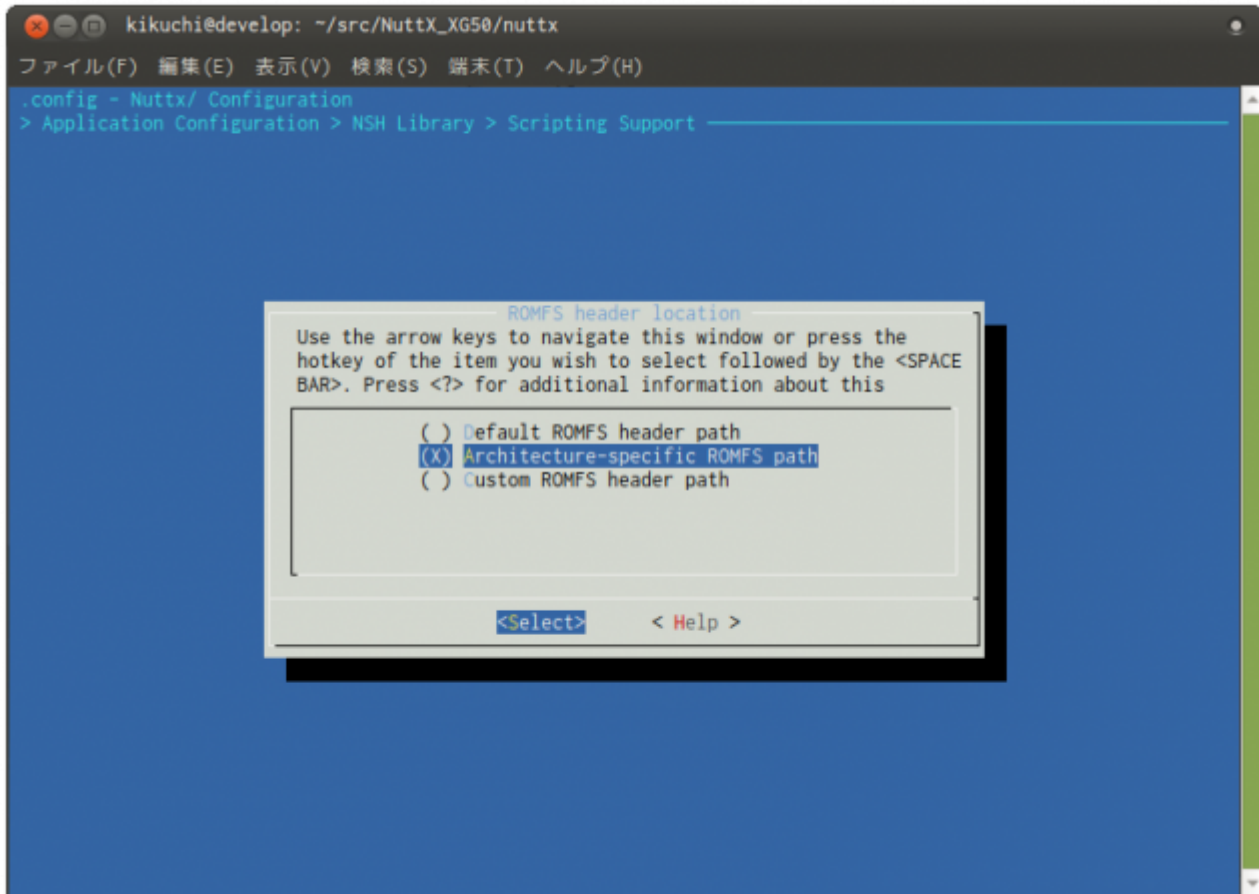 kikuchi@develop: ~/src/NuttX_XG50/nuttx
ファイル(F) 編集(E) 表示(V) 検索(S) 端末(T) ヘルプ(H)
.config - Nuttx/ Configuration
> Application Configuration > NSH Library > Scripting Support
ROMFS header location
Use the arrow keys to navigate this window or press the
hotkey of the item you wish to select followed by the <SPACE
BAR>. Press <?> for additional information about this
( ) Default ROMFS header path
(X) Architecture-specific ROMFS path
( ) Custom ROMFS header path
<Select> < Help >